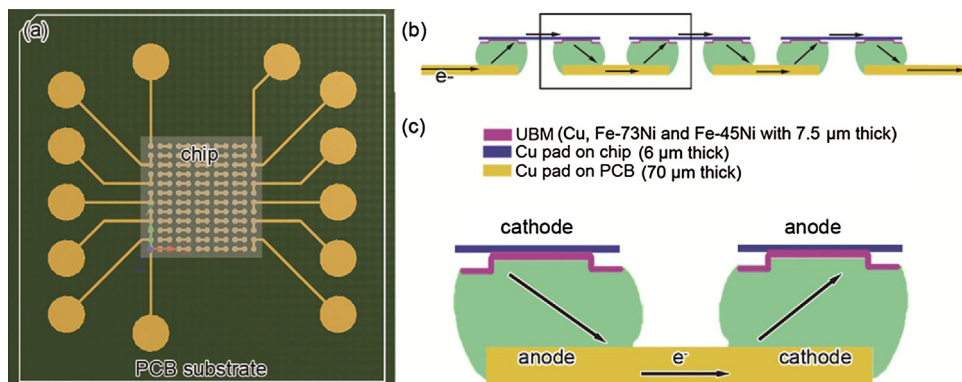 (a)
chip
PCB substrate
(b)
e-
(c)
UBM (Cu, Fe-73Ni and Fe-45Ni with 7.5 μm thick)
Cu pad on chip (6 μm thick)
Cu pad on PCB (70 μm thick)
cathode
anode
anode
e-
cathode